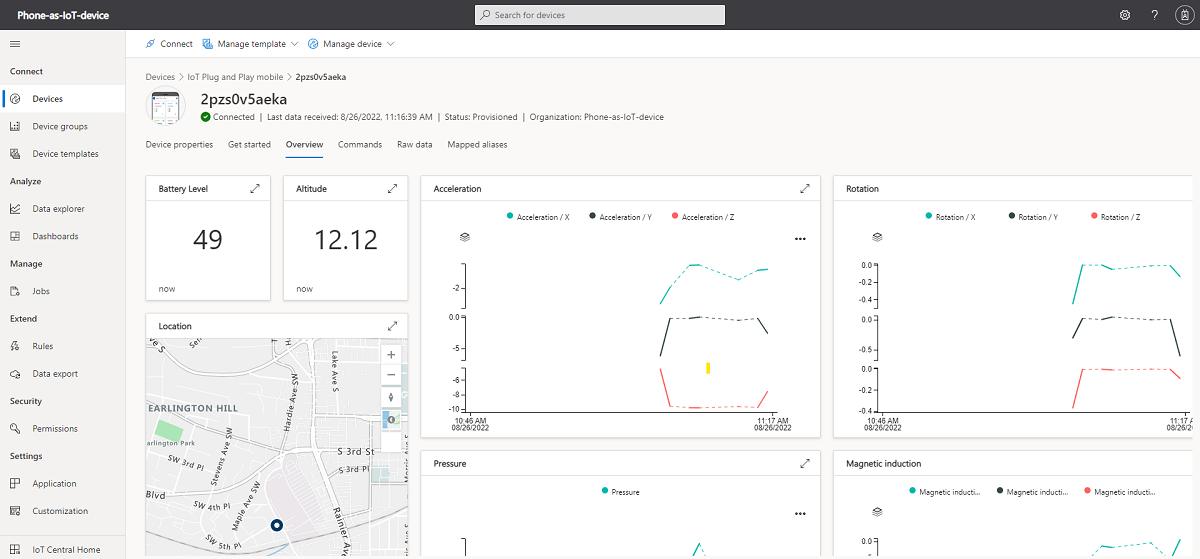 Phone-as-IoT-device
Search for devices
?
Connect
Manage template
Manage device
Connect
Devices
Device groups
Device templates
Analyze
Data explorer
Dashboards
Manage
Jobs
Extend
Rules
Data export
Security
Permissions
Settings
Application
Customization
IoT Central Home
Devices > IoT Plug and Play mobile > 2pzs0v5aeka
2pzs0v5aeka
Connected | Last data received: 8/26/2022, 11:16:39 AM | Status: Provisioned | Organization: Phone-as-IoT-device
Device properties Get started Overview Commands Raw data Mapped aliases
Battery Level
49
now
Altitude
12.12
now
Location
Lake Ave S
Hardie Ave SW
EARLINGTON HILL
arlington Park
Stevens Ave SW
SW 3rd Pl
S 3rd St
S 3rd Pl
Blvd
SW 4th Pl
Maple Ave SW
SW 5th Pl
Rainier Ave
Acceleration
Acceleration / X Acceleration / Y Acceleration / Z
-2
0.0
-5
-6
-8
-10
10:46 AM 11:17 AM
08/26/2022 08/26/2022
Rotation
Rotation / X Rotation / Y Rotation / Z
0.0
-0.2
-0.4
0.0
-0.5
0.0
-0.2
-0.4
10:46 AM 11:17 A
08/26/2022 08/26/2022
Pressure
Pressure
Magnetic induction
Magnetic inducti... Magnetic inducti... Magnetic inducti...
0.0